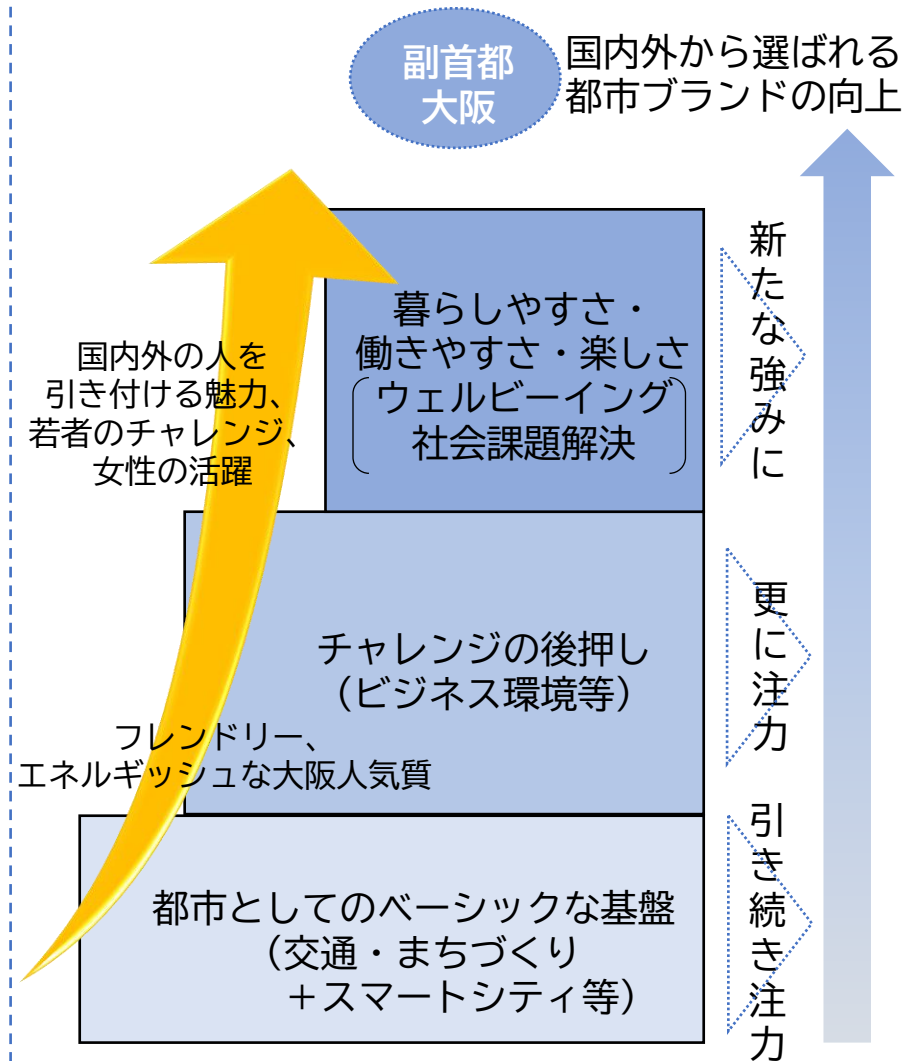 副首都
大阪
国内外から選ばれる
都市ブランドの向上
暮らしやすさ・
働きやすさ・楽しさ
ウェルビーイング
社会課題解決
新たな強みに
国内外の人を
引き付ける魅力、
若者のチャレンジ、
女性の活躍
チャレンジの後押し
（ビジネス環境等）
更に注力
フレンドリー、
エネルギッシュな大阪人気質
都市としてのベーシックな基盤
（交通・まちづくり
＋スマートシティ等）
引き続き注力